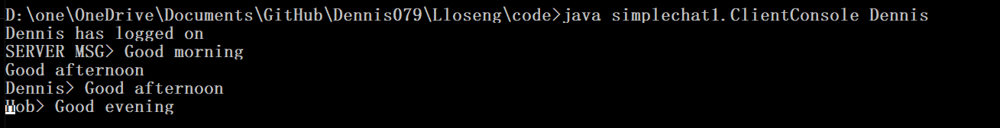 D:\one\OneDrive\Documents\GitHub\Dennis079\Lloseng\code>java simplechat1.ClientConsole Dennis
Dennis has logged on
SERVER MSG> Good morning
Good afternoon
Dennis> Good afternoon
Hob> Good evening